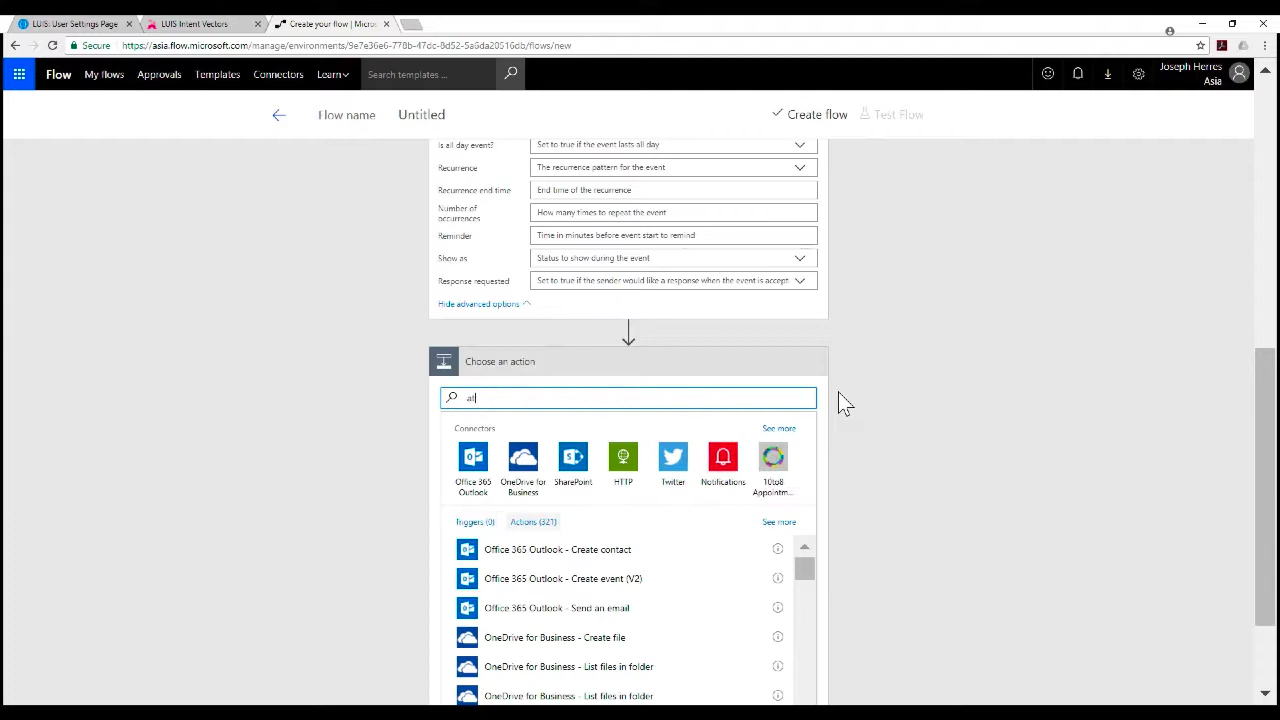 LUIS: User Settings Page
LUIS Intent Vectors
Create your flow | Micros
Secure
https://asia.flow.microsoft.com/manage/environments/9e7e36e6-778b-47dc-8d52-5a6da20516db/flows/new
Flow
My flows
Approvals
Templates
Connectors
Learn
Search templates ...
Joseph Herres
Asia
Flow name
Untitled
Create flow
Test Flow
Is all day event?
Set to true if the event lasts all day
Recurrence
The recurrence pattern for the event
Recurrence end time
End time of the recurrence
Number of
occurrences
How many times to repeat the event
Reminder
Time in minutes before event start to remind
Show as
Status to show during the event
Response requested
Set to true if the sender would like a response when the event is accept
Hide advanced options
Choose an action
at
Connectors
See more
Office 365
Outlook
OneDrive for
Business
SharePoint
HTTP
Twitter
Notifications
10to8
Appointm...
Triggers (0)
Actions (321)
See more
Office 365 Outlook - Create contact
Office 365 Outlook - Create event (V2)
Office 365 Outlook - Send an email
OneDrive for Business - Create file
OneDrive for Business - List files in folder
OneDrive for Business - List files in folder